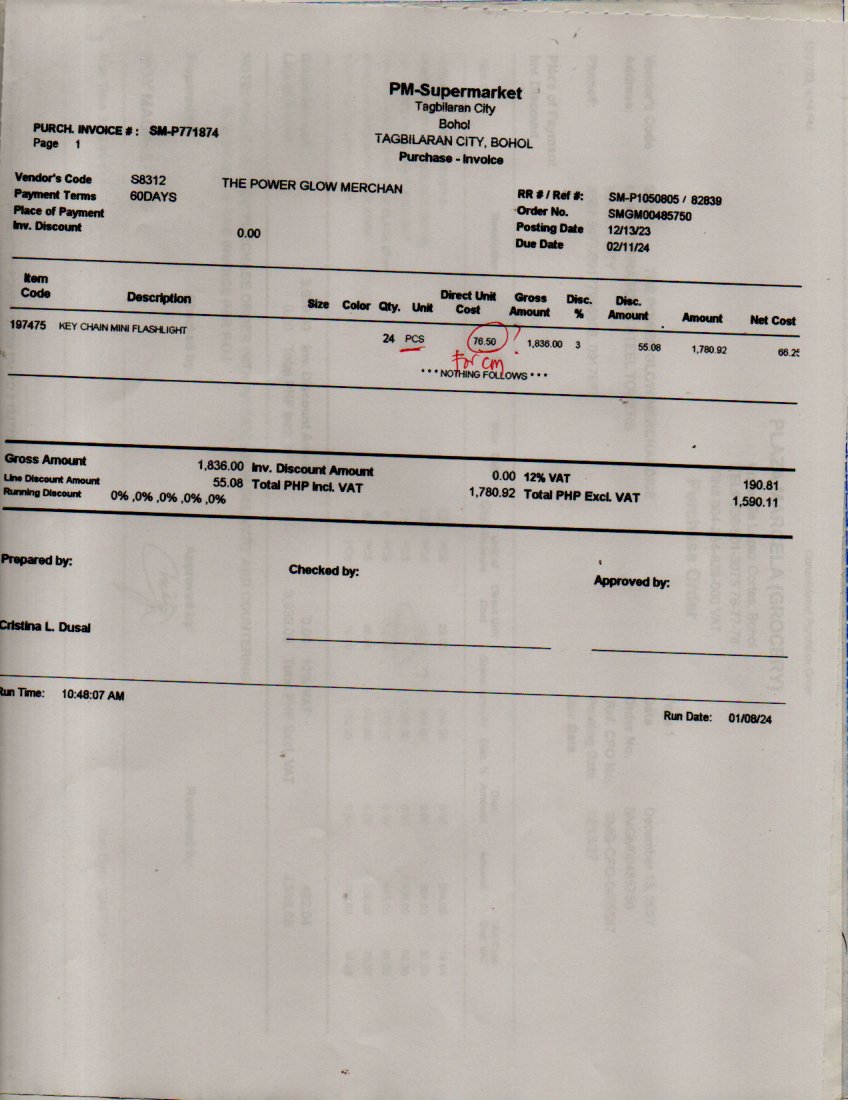 PM-Supermarket
Tagbilaran City
Bohol
TAGBILARAN CITY, BOHOL
Purchase - Invoice
PURCH. INVOICE # : SM-P771874
Page 1
Vendor's Code S8312 THE POWER GLOW MERCHAN
Payment Terms 60DAYS
Place of Payment
Inv. Discount 0.00
RR # / Ref #: SM-P1050805 / 82839
Order No. SMGM00485750
Posting Date 12/13/23
Due Date 02/11/24
Item Code Description Size Color Qty. Unit Direct Unit Cost Gross Amount Disc. % Disc. Amount Amount Net Cost
197475 KEY CHAIN MINI FLASHLIGHT 24 PCS 76.50 ? 1,836.00 3 55.08 1,780.92 66.25
For cm
* * * NOTHING FOLLOWS * * *
Gross Amount 1,836.00 Inv. Discount Amount 0.00 12% VAT 190.81
Line Discount Amount 55.08 Total PHP Incl. VAT 1,780.92 Total PHP Excl. VAT 1,590.11
Running Discount 0% ,0% ,0% ,0% ,0%
Prepared by: Checked by: Approved by:
Cristina L. Dusal
Run Time: 10:48:07 AM Run Date: 01/08/24